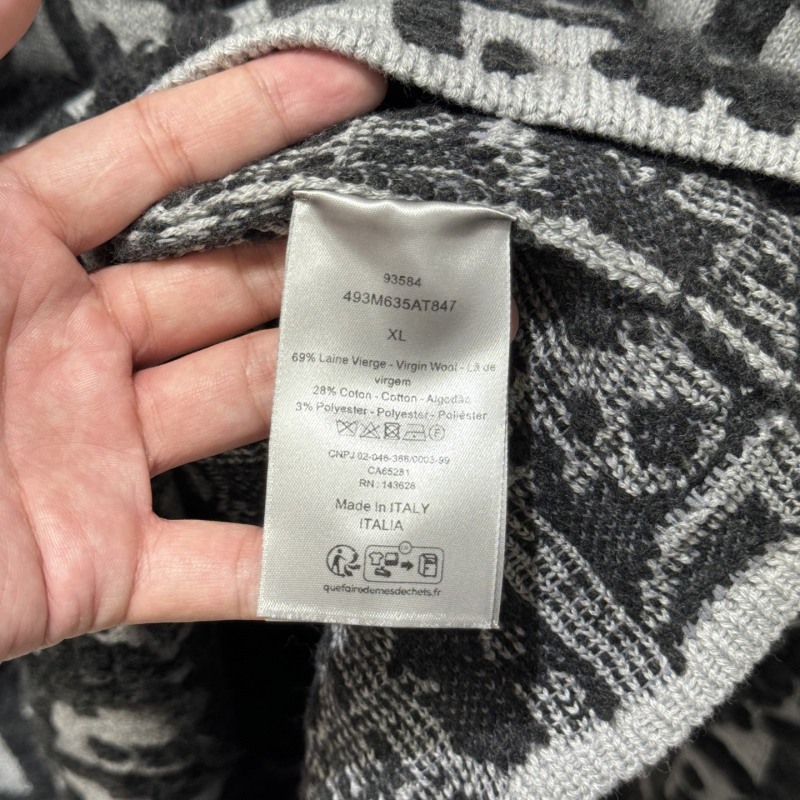 93584
493M635AT847
XL
69% Laine Vierge - Virgin Wool - Lã de
virgem
28% Coton - Cotton - Algodão
3% Polyester - Polyester - Poliéster
F
CNPJ 02-046-388/0003-99
CA65281
RN : 143628
Made in ITALY
ITALIA
quefairedemesdechets.fr